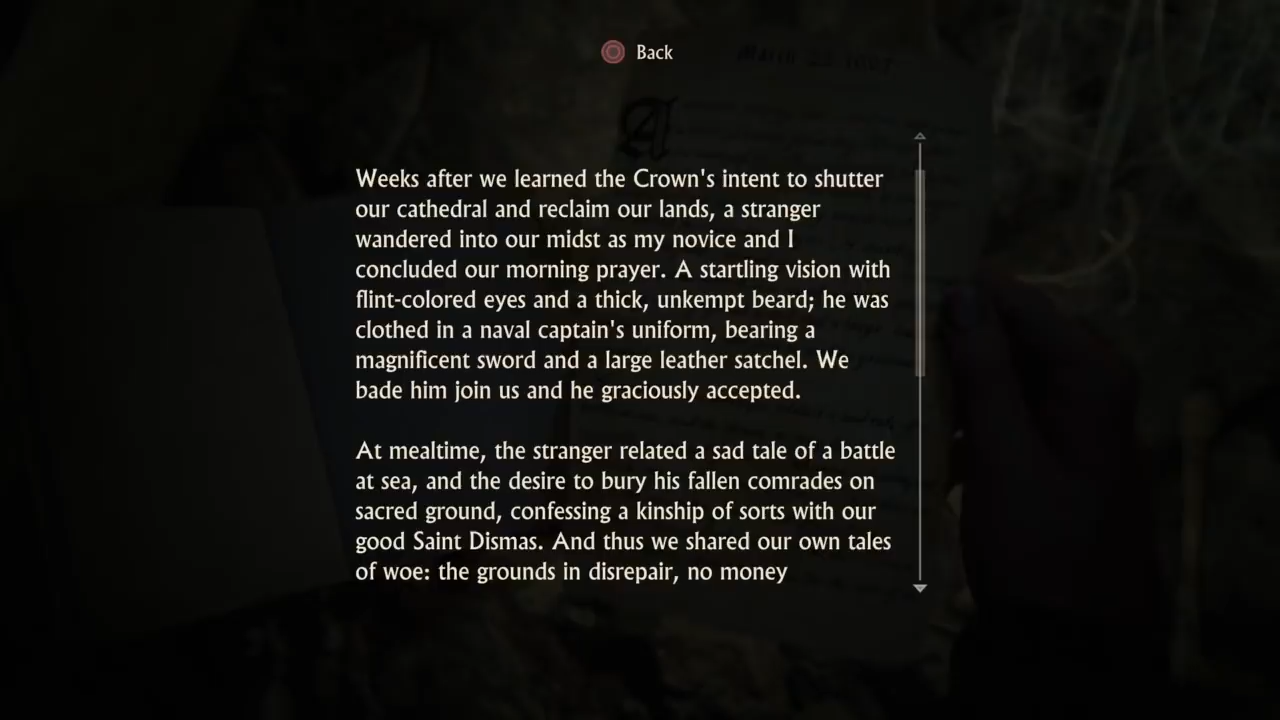 Back
Weeks after we learned the Crown's intent to shutter
our cathedral and reclaim our lands, a stranger
wandered into our midst as my novice and I
concluded our morning prayer. A startling vision with
flint-colored eyes and a thick, unkempt beard; he was
clothed in a naval captain's uniform, bearing a
magnificent sword and a large leather satchel. We
bade him join us and he graciously accepted.
At mealtime, the stranger related a sad tale of a battle
at sea, and the desire to bury his fallen comrades on
sacred ground, confessing a kinship of sorts with our
good Saint Dismas. And thus we shared our own tales
of woe: the grounds in disrepair, no money